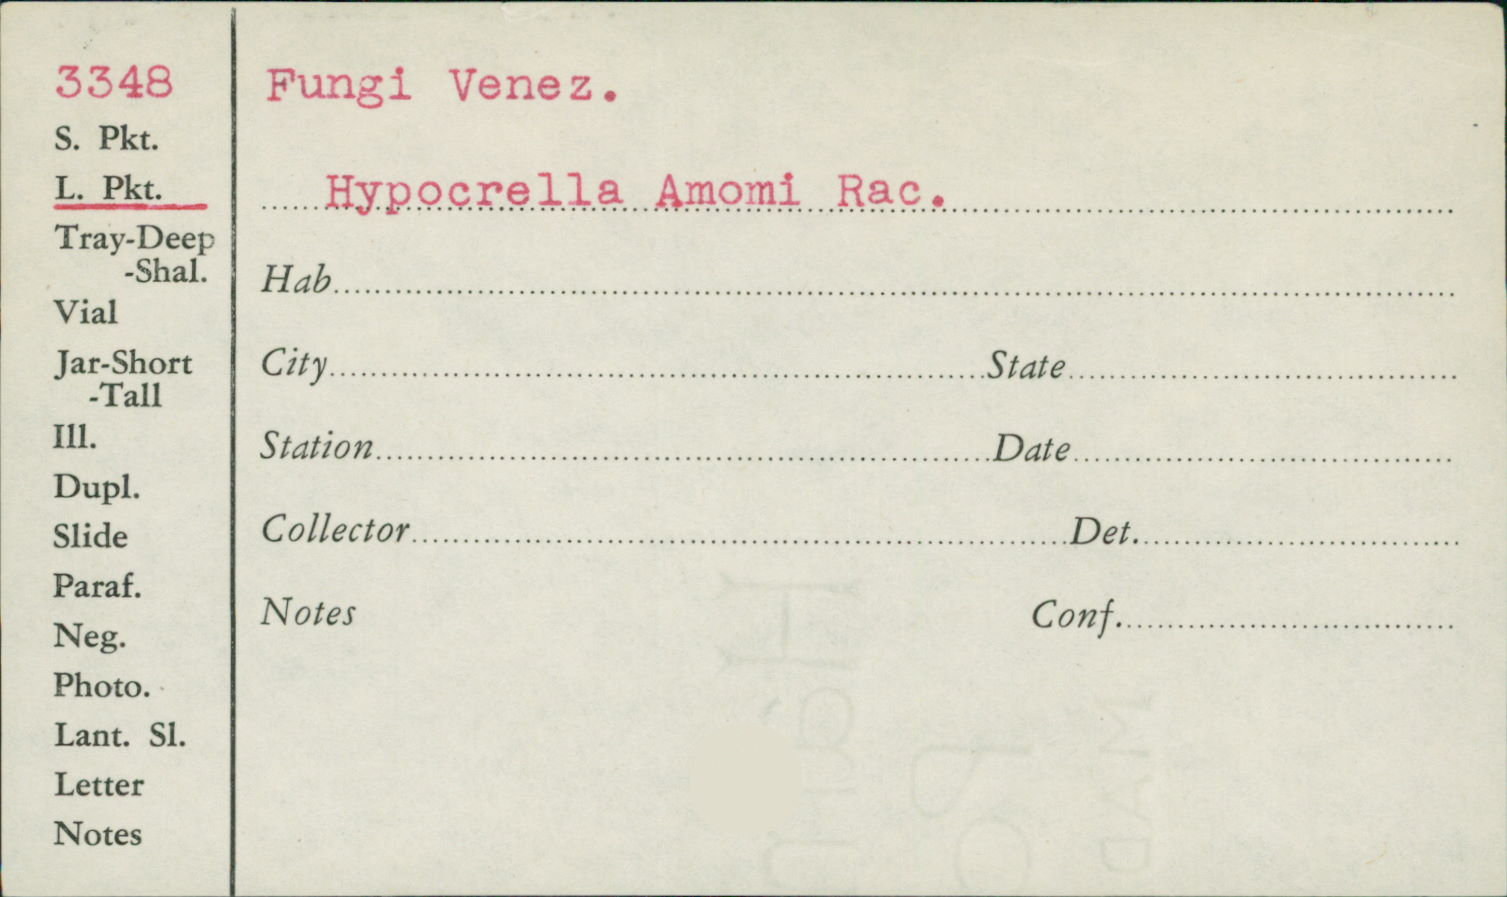 3348
Fungi Venez.
S. Pkt.
L. Pkt.
Hypocrella Amomi Rac.
Tray-Deep
-Shal.
Hab
Vial
Jar-Short
-Tall
City State
Ill.
Station Date
Dupl.
Slide
Collector Det.
Paraf.
Notes Conf.
Neg.
Photo.
Lant. Sl.
Letter
Notes